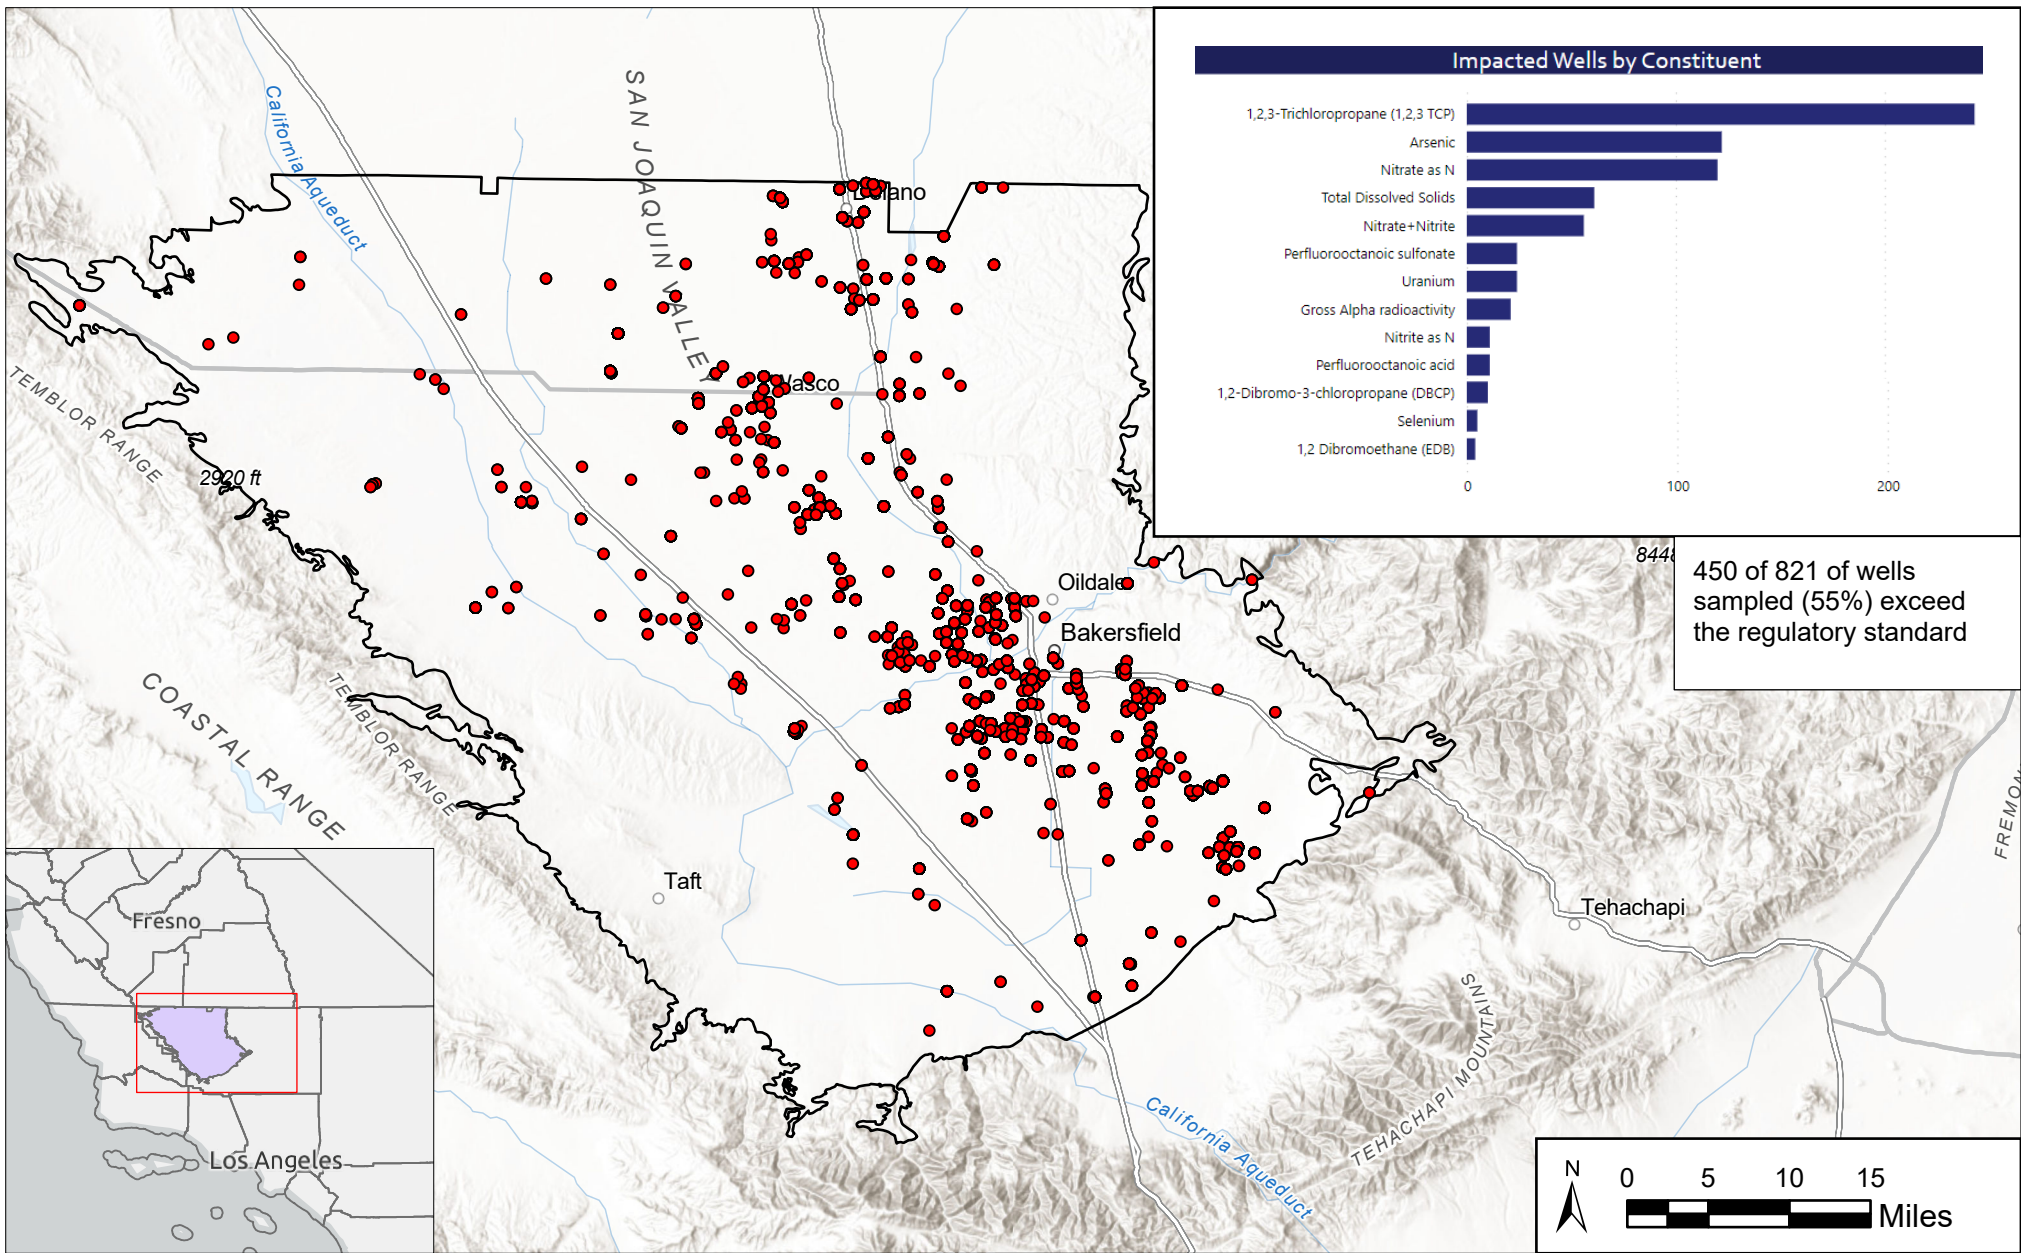 Impacted Wells by Constituent
1,2,3-Trichloropropane (1,2,3 TCP)
Arsenic
Nitrate as N
Total Dissolved Solids
Nitrate+Nitrite
Perfluorooctanoic sulfonate
Uranium
Gross Alpha radioactivity
Nitrite as N
Perfluorooctanoic acid
1,2-Dibromo-3-chloropropane (DBCP)
Selenium
1,2 Dibromoethane (EDB)
0 100 200
450 of 821 of wells
sampled (55%) exceed
the regulatory standard
California Aqueduct
SAN JOAQUIN VALLEY
Delano
Wasco
TEMBLOR RANGE
2920 ft
8448
Oildale
Bakersfield
COASTAL RANGE
TEMBLOR RANGE
Taft
Tehachapi
FREMON
TEHACHAPI MOUNTAINS
California Aqueduct
Fresno
Los Angeles
N
0 5 10 15
Miles